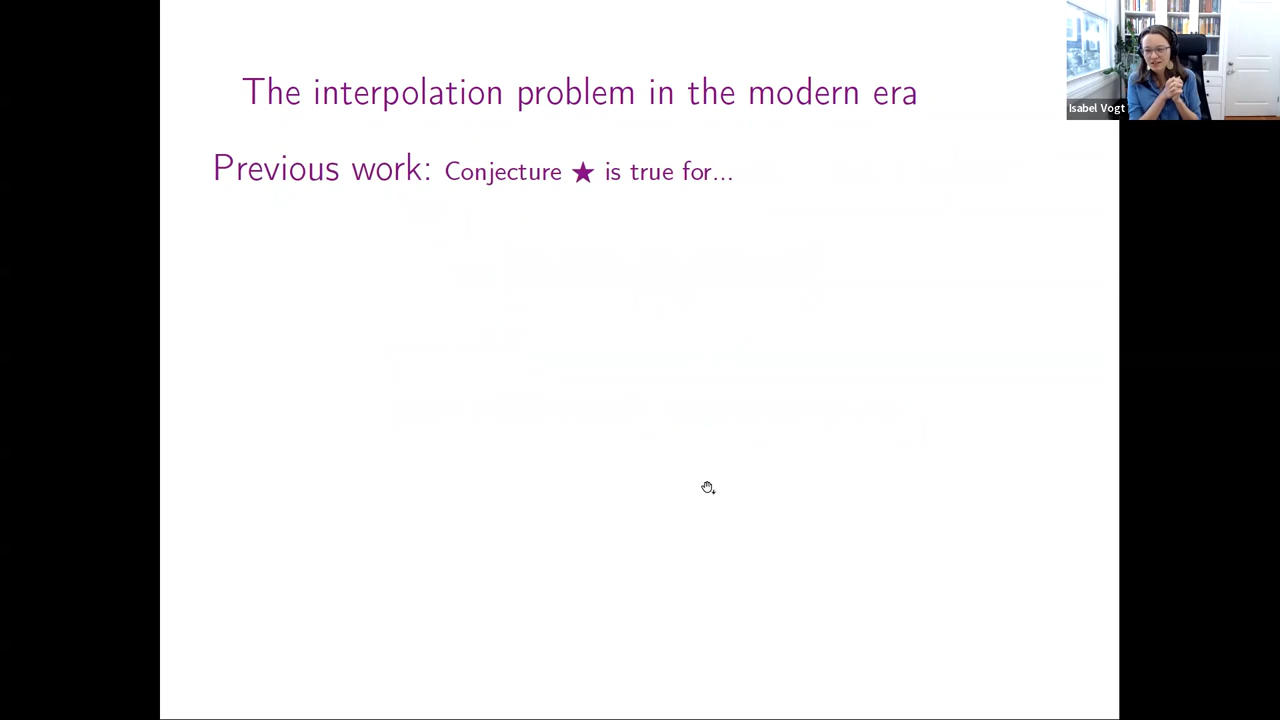 The interpolation problem in the modern era
Previous work: Conjecture ★ is true for...
Isabel Vogt